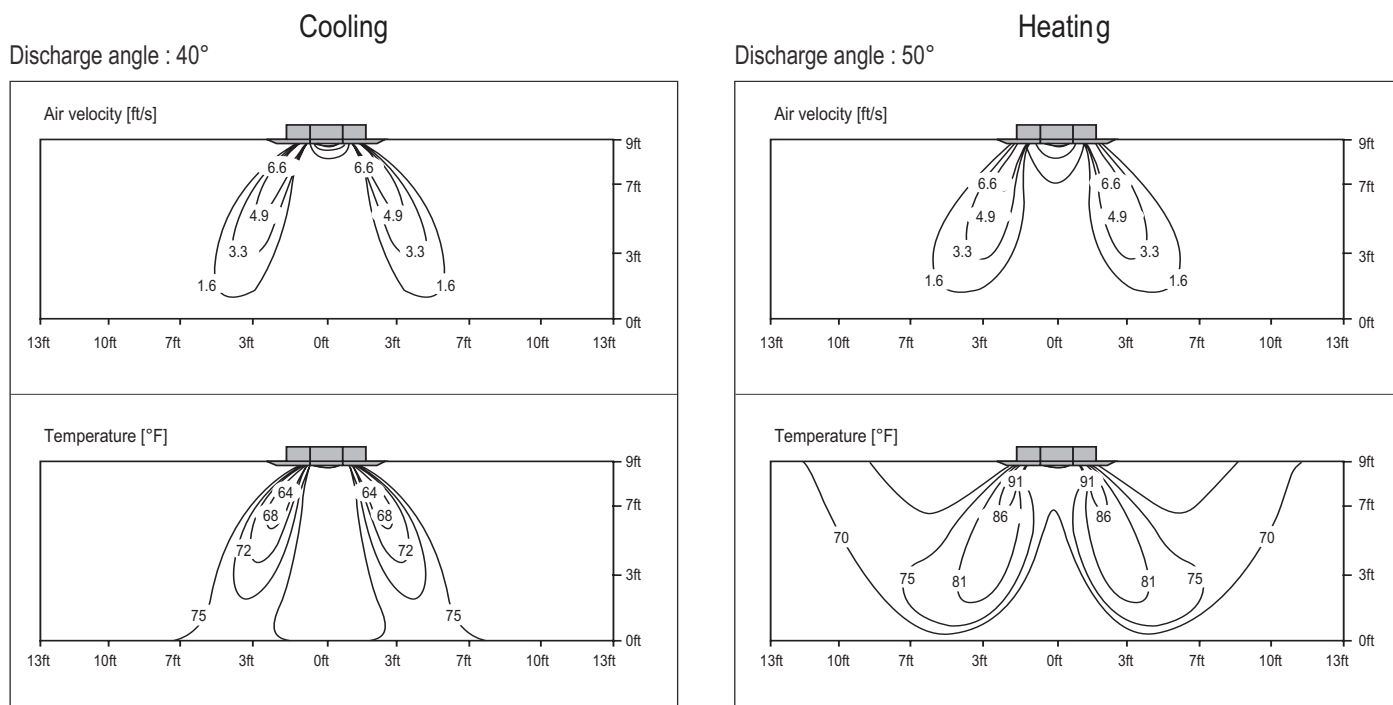 Cooling
Discharge angle : 40°
Air velocity [ft/s]
9ft
6.6 6.6
7ft
4.9 4.9
3.3 3.3
3ft
1.6 1.6
0ft
13ft 10ft 7ft 3ft 0ft 3ft 7ft 10ft 13ft
Temperature [°F]
9ft
64 64
7ft
68 68
72 72
3ft
75 75
0ft
13ft 10ft 7ft 3ft 0ft 3ft 7ft 10ft 13ft
Heating
Discharge angle : 50°
Air velocity [ft/s]
9ft
6.6 6.6
7ft
4.9 4.9
3.3 3.3
3ft
1.6 1.6
0ft
13ft 10ft 7ft 3ft 0ft 3ft 7ft 10ft 13ft
Temperature [°F]
9ft
91 91
7ft
86 86
70 70
75 81 81 75
3ft
0ft
13ft 10ft 7ft 3ft 0ft 3ft 7ft 10ft 13ft